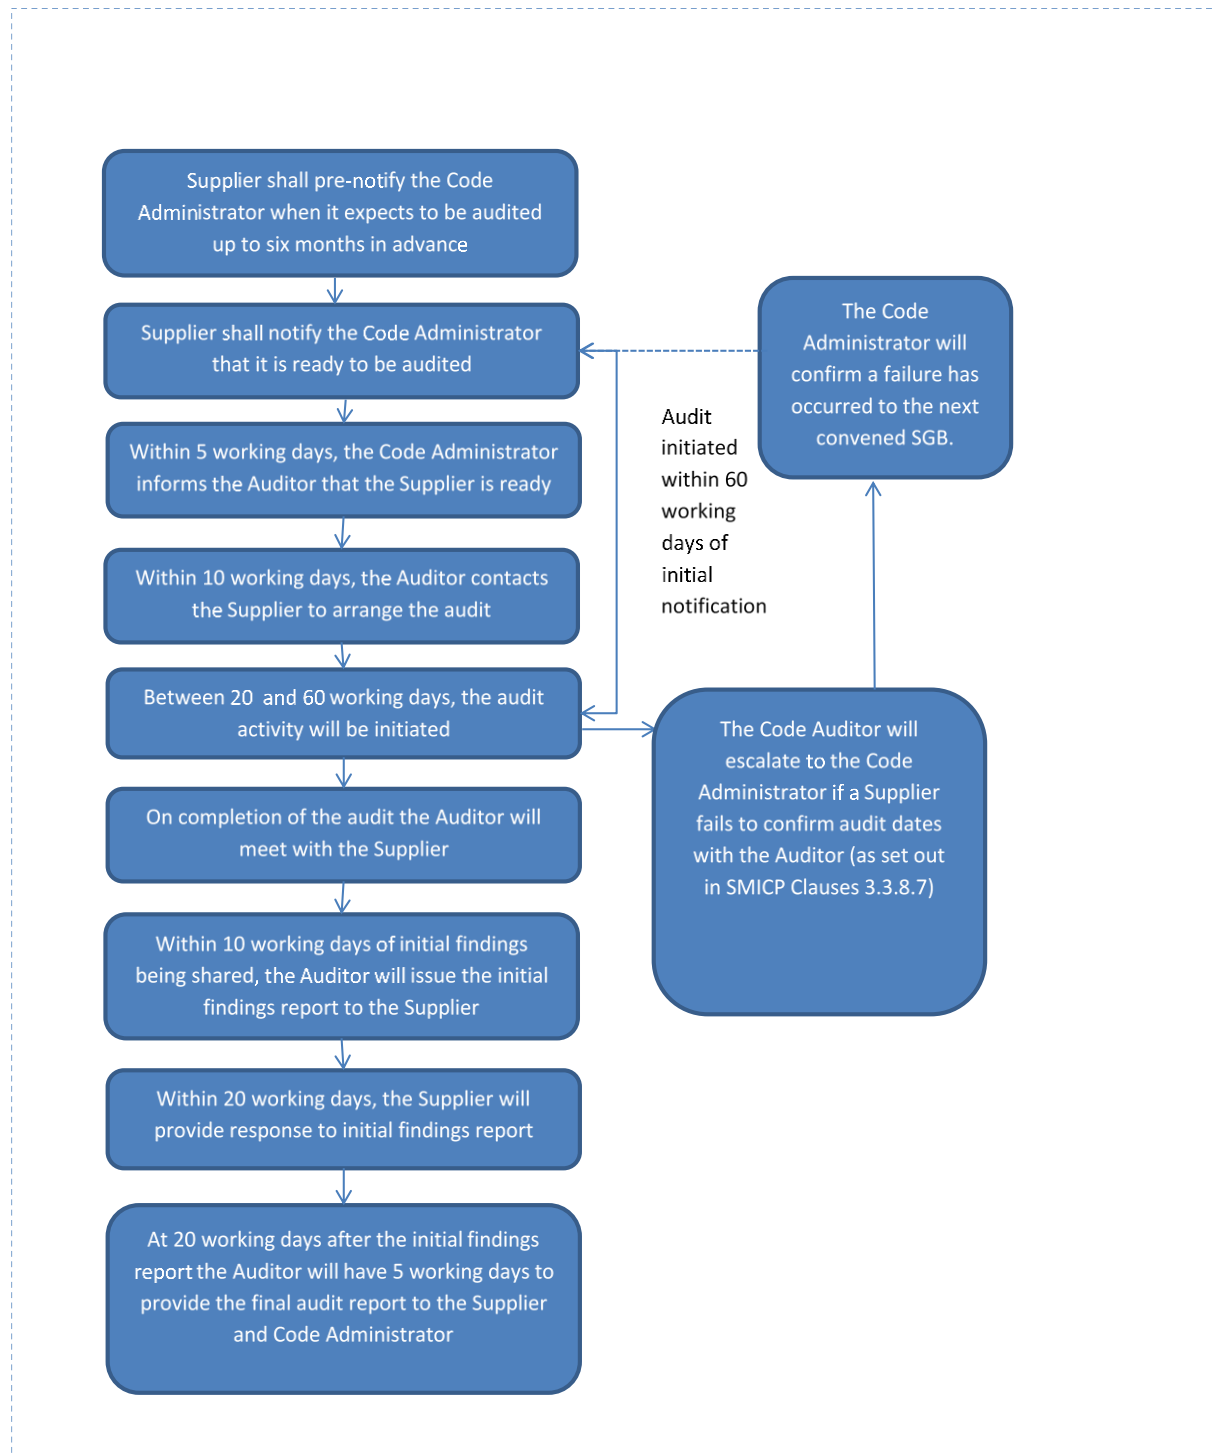 Supplier shall pre-notify the Code
Administrator when it expects to be audited
up to six months in advance
Supplier shall notify the Code Administrator
that it is ready to be audited
Within 5 working days, the Code Administrator
informs the Auditor that the Supplier is ready
Within 10 working days, the Auditor contacts
the Supplier to arrange the audit
Between 20 and 60 working days, the audit
activity will be initiated
On completion of the audit the Auditor will
meet with the Supplier
Within 10 working days of initial findings
being shared, the Auditor will issue the initial
findings report to the Supplier
Within 20 working days, the Supplier will
provide response to initial findings report
At 20 working days after the initial findings
report the Auditor will have 5 working days to
provide the final audit report to the Supplier
and Code Administrator
Audit
initiated
within 60
working
days of
initial
notification
The Code
Administrator will
confirm a failure has
occurred to the next
convened SGB.
The Code Auditor will
escalate to the Code
Administrator if a Supplier
fails to confirm audit dates
with the Auditor (as set out
in SMICP Clauses 3.3.8.7)